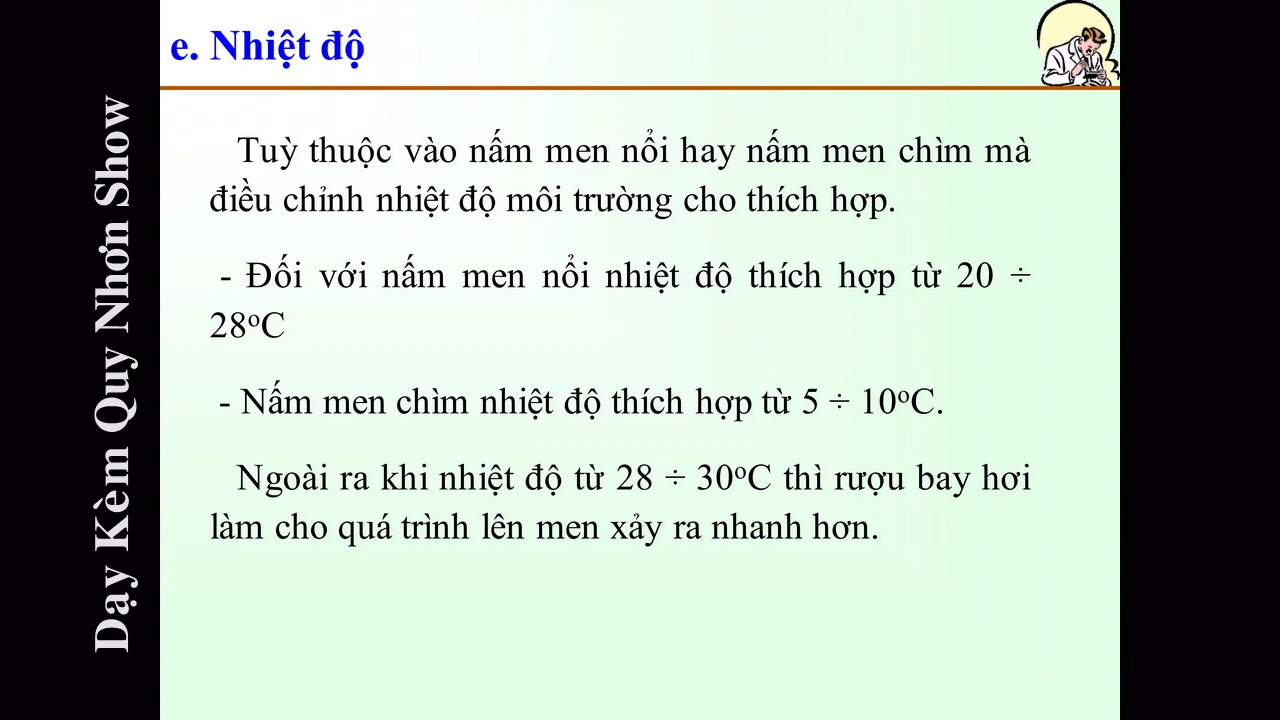 e. Nhiệt độ
Tuỳ thuộc vào nấm men nổi hay nấm men chìm mà
điều chỉnh nhiệt độ môi trường cho thích hợp.
- Đối với nấm men nổi nhiệt độ thích hợp từ 20 ÷
28ºC
- Nấm men chìm nhiệt độ thích hợp từ 5 ÷ 10ºC.
Ngoài ra khi nhiệt độ từ 28 ÷ 30ºC thì rượu bay hơi
làm cho quá trình lên men xảy ra nhanh hơn.
Dạy Kèm Quy Nhơn Show